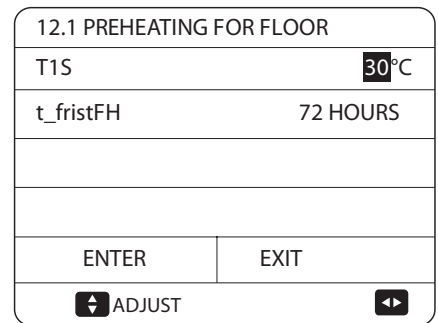 12.1 PREHEATING FOR FLOOR
T1S 30°C
t_fristFH 72 HOURS
ENTER EXIT
ADJUST